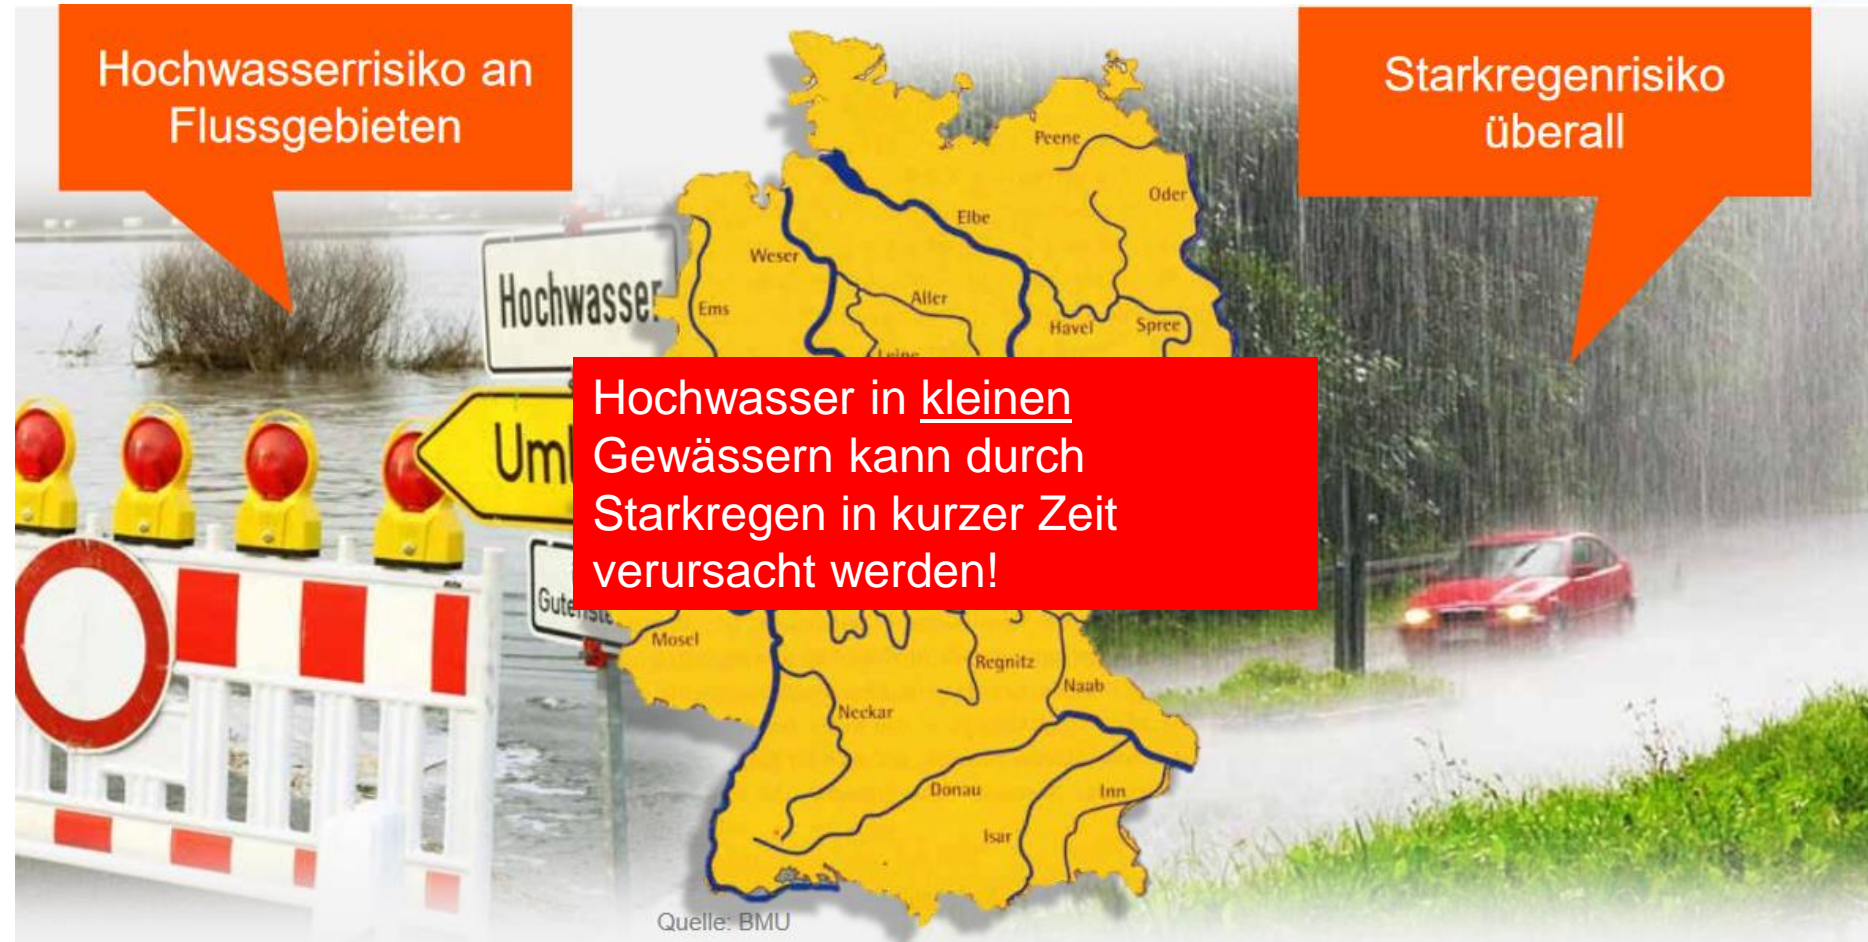 Hochwasserrisiko an
Flussgebieten
Starkregenrisiko
überall
Peene
Oder
Elbe
Weser
Hochwasser
Aller
Ems
Havel
Spree
Hochwasser in kleinen
Gewässern kann durch
Starkregen in kurzer Zeit
verursacht werden!
Mosel
Regnitz
Naab
Neckar
Donau
Inn
Isar
Quelle: BMU